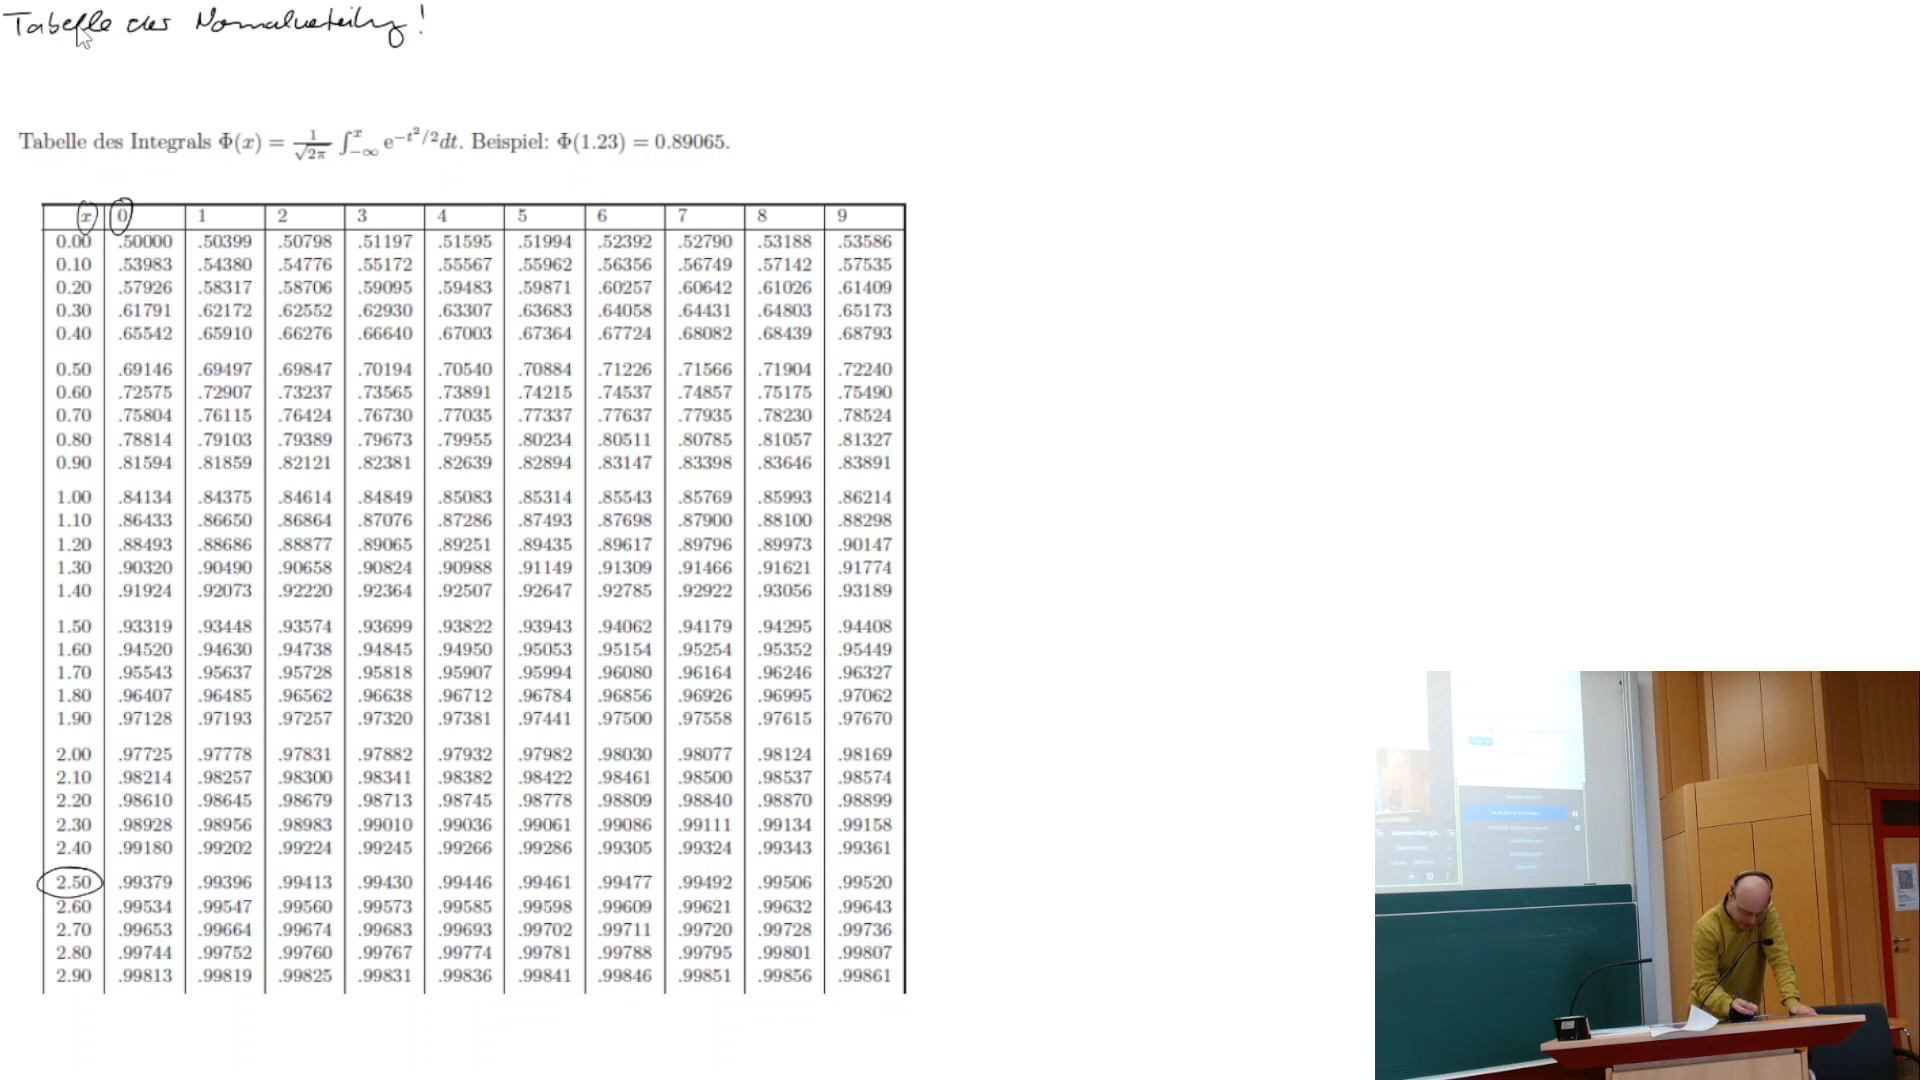 Tabelle der Normalverteilung!
Tabelle des Integrals Φ(x) = 1/√2π ∫_{-∞}^{x} e^{-t²/2}dt. Beispiel: Φ(1.23) = 0.89065.
x 0 1 2 3 4 5 6 7 8 9
0.00 .50000 .50399 .50798 .51197 .51595 .51994 .52392 .52790 .53188 .53586
0.10 .53983 .54380 .54776 .55172 .55567 .55962 .56356 .56749 .57142 .57535
0.20 .57926 .58317 .58706 .59095 .59483 .59871 .60257 .60642 .61026 .61409
0.30 .61791 .62172 .62552 .62930 .63307 .63683 .64058 .64431 .64803 .65173
0.40 .65542 .65910 .66276 .66640 .67003 .67364 .67724 .68082 .68439 .68793
0.50 .69146 .69497 .69847 .70194 .70540 .70884 .71226 .71566 .71904 .72240
0.60 .72575 .72907 .73237 .73565 .73891 .74215 .74537 .74857 .75175 .75490
0.70 .75804 .76115 .76424 .76730 .77035 .77337 .77637 .77935 .78230 .78524
0.80 .78814 .79103 .79389 .79673 .79955 .80234 .80511 .80785 .81057 .81327
0.90 .81594 .81859 .82121 .82381 .82639 .82894 .83147 .83398 .83646 .83891
1.00 .84134 .84375 .84614 .84849 .85083 .85314 .85543 .85769 .85993 .86214
1.10 .86433 .86650 .86864 .87076 .87286 .87493 .87698 .87900 .88100 .88298
1.20 .88493 .88686 .88877 .89065 .89251 .89435 .89617 .89796 .89973 .90147
1.30 .90320 .90490 .90658 .90824 .90988 .91149 .91309 .91466 .91621 .91774
1.40 .91924 .92073 .92220 .92364 .92507 .92647 .92785 .92922 .93056 .93189
1.50 .93319 .93448 .93574 .93699 .93822 .93943 .94062 .94179 .94295 .94408
1.60 .94520 .94630 .94738 .94845 .94950 .95053 .95154 .95254 .95352 .95449
1.70 .95543 .95637 .95728 .95818 .95907 .95994 .96080 .96164 .96246 .96327
1.80 .96407 .96485 .96562 .96638 .96712 .96784 .96856 .96926 .96995 .97062
1.90 .97128 .97193 .97257 .97320 .97381 .97441 .97500 .97558 .97615 .97670
2.00 .97725 .97778 .97831 .97882 .97932 .97982 .98030 .98077 .98124 .98169
2.10 .98214 .98257 .98300 .98341 .98382 .98422 .98461 .98500 .98537 .98574
2.20 .98610 .98645 .98679 .98713 .98745 .98778 .98809 .98840 .98870 .98899
2.30 .98928 .98956 .98983 .99010 .99036 .99061 .99086 .99111 .99134 .99158
2.40 .99180 .99202 .99224 .99245 .99266 .99286 .99305 .99324 .99343 .99361
2.50 .99379 .99396 .99413 .99430 .99446 .99461 .99477 .99492 .99506 .99520
2.60 .99534 .99547 .99560 .99573 .99585 .99598 .99609 .99621 .99632 .99643
2.70 .99653 .99664 .99674 .99683 .99693 .99702 .99711 .99720 .99728 .99736
2.80 .99744 .99752 .99760 .99767 .99774 .99781 .99788 .99795 .99801 .99807
2.90 .99813 .99819 .99825 .99831 .99836 .99841 .99846 .99851 .99856 .99861